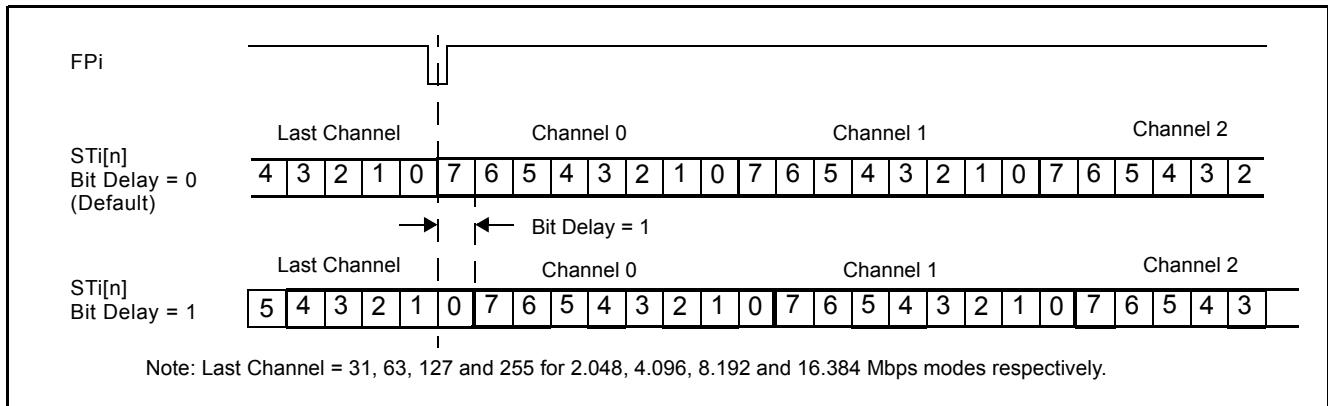 FPi
Last Channel Channel 0 Channel 1 Channel 2
STi[n]
Bit Delay = 0
(Default)
4 3 2 1 0 7 6 5 4 3 2 1 0 7 6 5 4 3 2 1 0 7 6 5 4 3 2
Bit Delay = 1
Last Channel Channel 0 Channel 1 Channel 2
STi[n]
Bit Delay = 1
5 4 3 2 1 0 7 6 5 4 3 2 1 0 7 6 5 4 3 2 1 0 7 6 5 4 3
Note: Last Channel = 31, 63, 127 and 255 for 2.048, 4.096, 8.192 and 16.384 Mbps modes respectively.